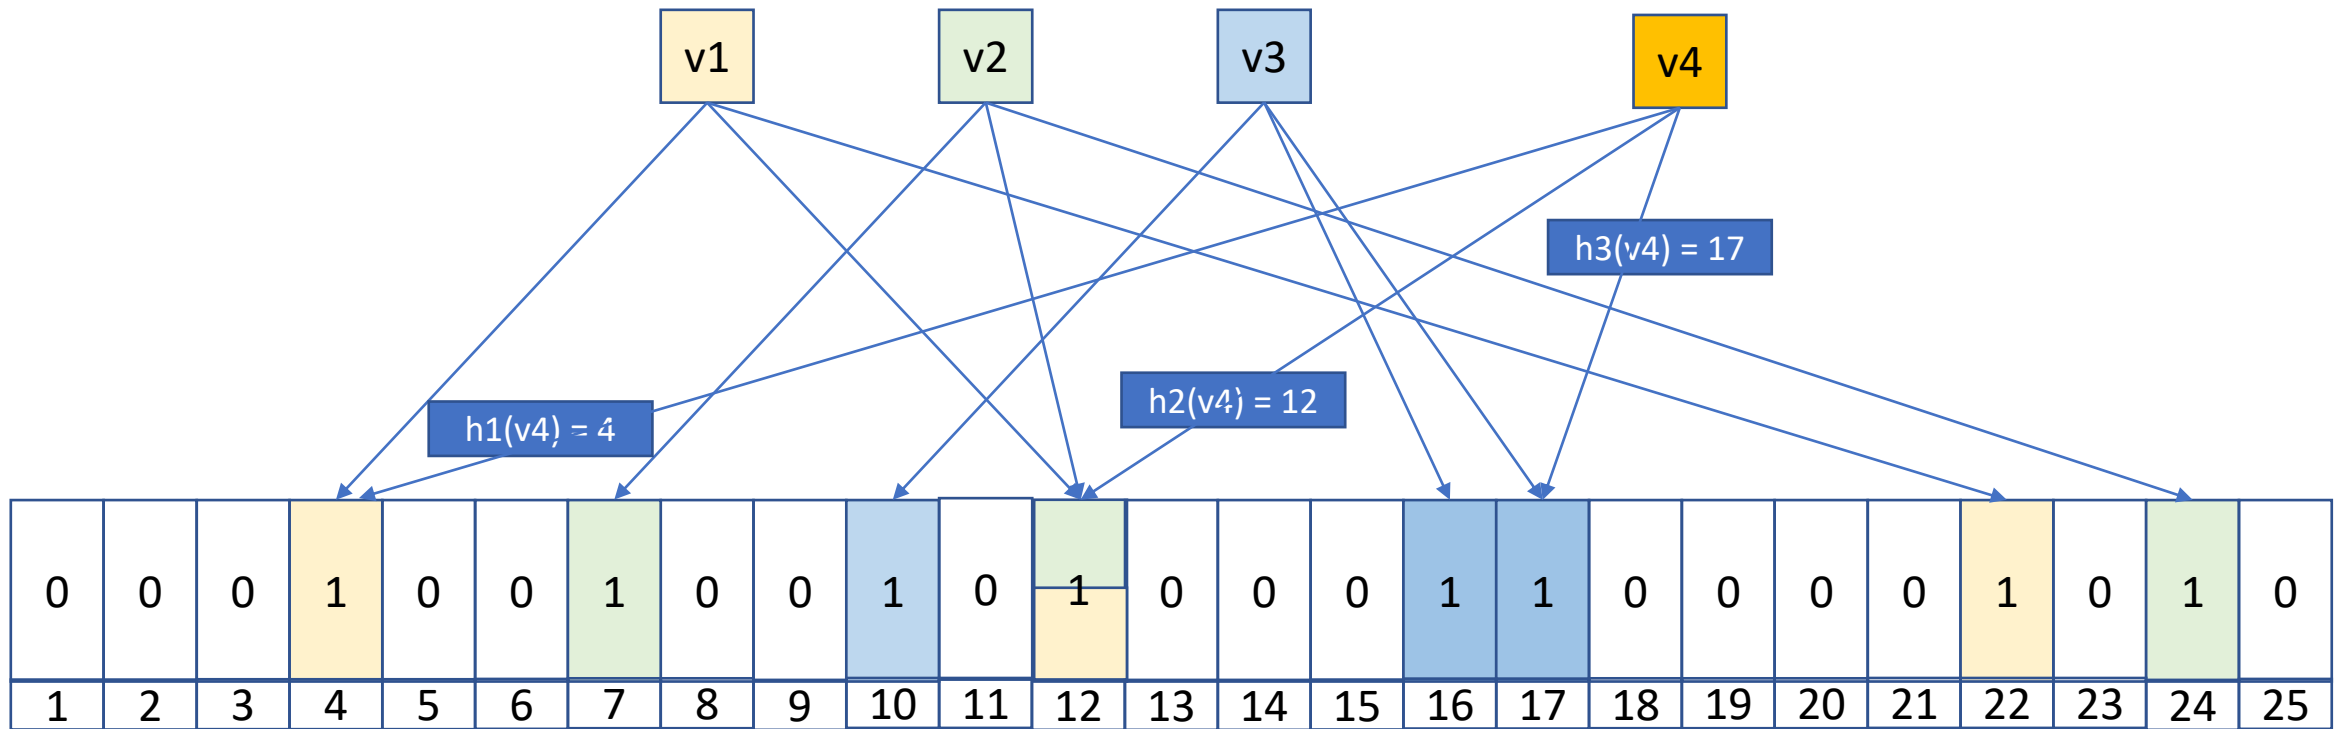 v1 v2 v3 v4
h3(v4) = 17
h2(v4) = 12
h1(v4) = 4
0 0 0 1 0 0 1 0 0 1 0 1 0 0 0 1 1 0 0 0 0 1 0 1 0
1 2 3 4 5 6 7 8 9 10 11 12 13 14 15 16 17 18 19 20 21 22 23 24 25